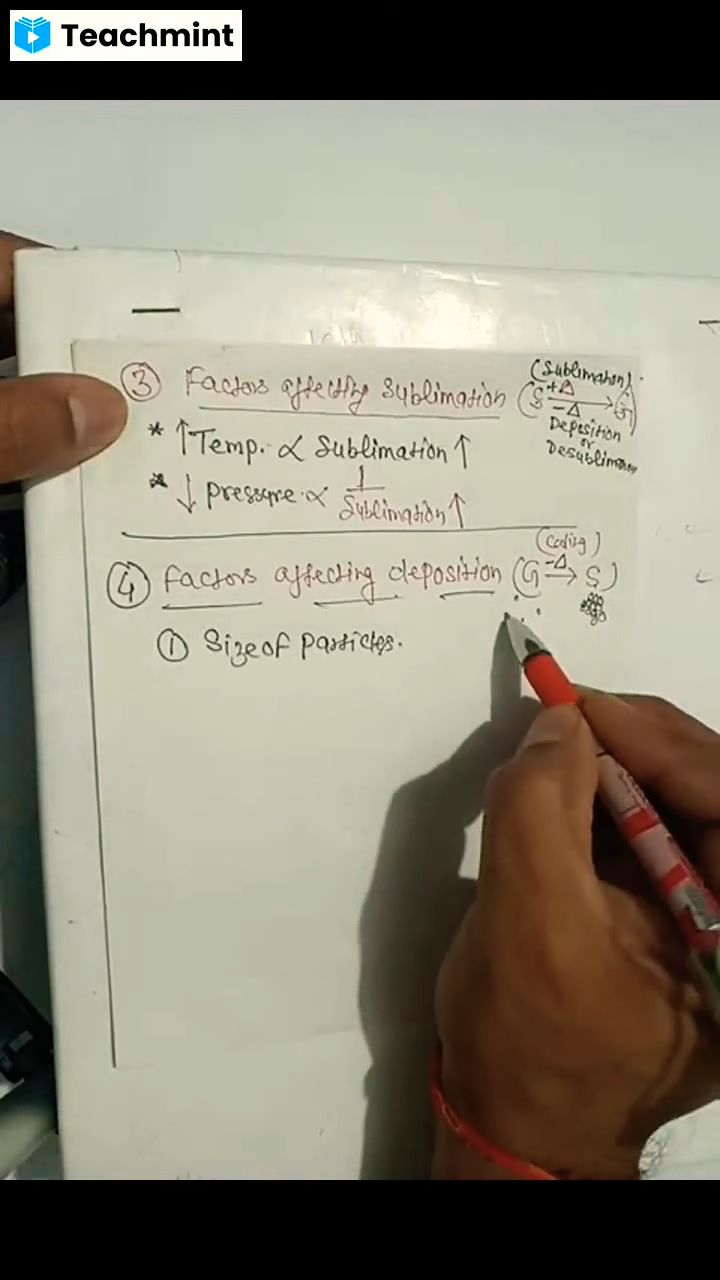 Teachmint
③ Factors affecting Sublimation
(Sublimation).
(S +Δ ⟶ G)
-Δ
Deposition
or
Desublimation
* ↑Temp. ∝ Sublimation ↑
* ↓ Pressure ∝ 1/Sublimation ↑
(Coling)
④ Factors affecting deposition (G -Δ ⟶ S)
① Size of Particles.